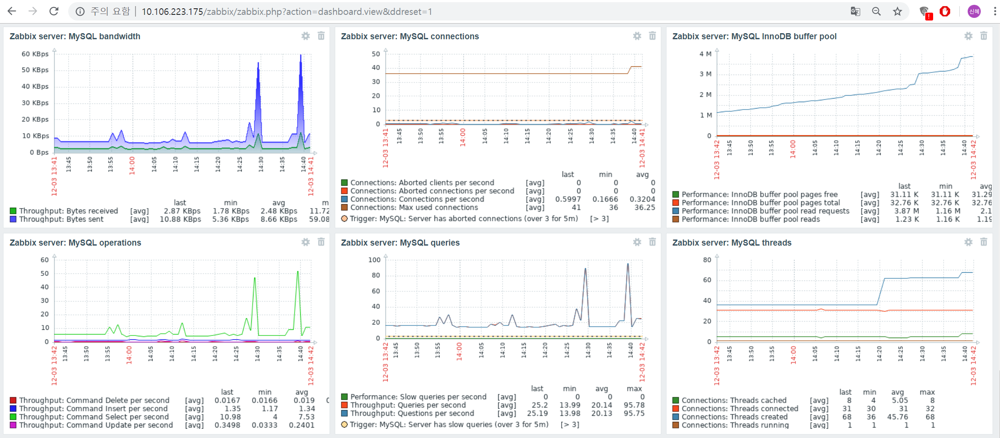 주의 요함 10.106.223.175/zabbix/zabbix.php?action=dashboard.view&ddreset=1 신혜
Zabbix server: MySQL bandwidth
60 KBps
50 KBps
40 KBps
30 KBps
20 KBps
10 KBps
0 Bps
12-03 13:41 13:45 13:50 13:55 14:00 14:05 14:10 14:15 14:20 14:25 14:30 14:35 14:40 12-03 14:41
last min avg m
Throughput: Bytes received [avg] 2.87 KBps 1.78 KBps 2.48 KBps 11.72
Throughput: Bytes sent [avg] 10.88 KBps 5.36 KBps 8.66 KBps 59.08
Zabbix server: MySQL connections
50
40
30
20
10
0
12-03 13:41 13:45 13:50 13:55 14:00 14:05 14:10 14:15 14:20 14:25 14:30 14:35 14:40 12-03 14:41
last min avg
Connections: Aborted clients per second [avg] 0 0 0
Connections: Aborted connections per second [avg] 0 0 0
Connections: Connections per second [avg] 0.5997 0.1666 0.3204
Connections: Max used connections [avg] 41 36 36.25
Trigger: MySQL: Server has aborted connections (over 3 for 5m) [> 3]
Zabbix server: MySQL InnoDB buffer pool
4 M
3 M
2 M
1 M
0
12-03 13:42 13:45 13:50 13:55 14:00 14:05 14:10 14:15 14:20 14:25 14:30 14:35 14:40 12-03 14:42
last min avg
Performance: InnoDB buffer pool pages free [avg] 31.11 K 31.11 K 31.29
Performance: InnoDB buffer pool pages total [avg] 32.76 K 32.76 K 32.76
Performance: InnoDB buffer pool read requests [avg] 3.87 M 1.16 M 2.1
Performance: InnoDB buffer pool reads [avg] 1.23 K 1.16 K 1.19
Zabbix server: MySQL operations
60
50
40
30
20
10
0
12-03 13:42 13:45 13:50 13:55 14:00 14:05 14:10 14:15 14:20 14:25 14:30 14:35 14:40 12-03 14:42
last min avg
Throughput: Command Delete per second [avg] 0.0167 0.0166 0.019 0
Throughput: Command Insert per second [avg] 1.35 1.17 1.34
Throughput: Command Select per second [avg] 10.98 4 7.53
Throughput: Command Update per second [avg] 0.3498 0.0333 0.2401
Zabbix server: MySQL queries
100
80
60
40
20
0
12-03 13:42 13:45 13:50 13:55 14:00 14:05 14:10 14:15 14:20 14:25 14:30 14:35 14:40 12-03 14:42
last min avg max
Performance: Slow queries per second [avg] 0 0 0 0
Throughput: Queries per second [avg] 25.2 13.99 20.14 95.78
Throughput: Questions per second [avg] 25.19 13.98 20.13 95.75
Trigger: MySQL: Server has slow queries (over 3 for 5m) [> 3]
Zabbix server: MySQL threads
80
60
40
20
0
12-03 13:42 13:45 13:50 13:55 14:00 14:05 14:10 14:15 14:20 14:25 14:30 14:35 14:40 12-03 14:42
last min avg max
Connections: Threads cached [avg] 8 4 5.05 8
Connections: Threads connected [avg] 31 30 31 32
Connections: Threads created [avg] 68 36 45.76 68
Connections: Threads running [avg] 1 1 1 1